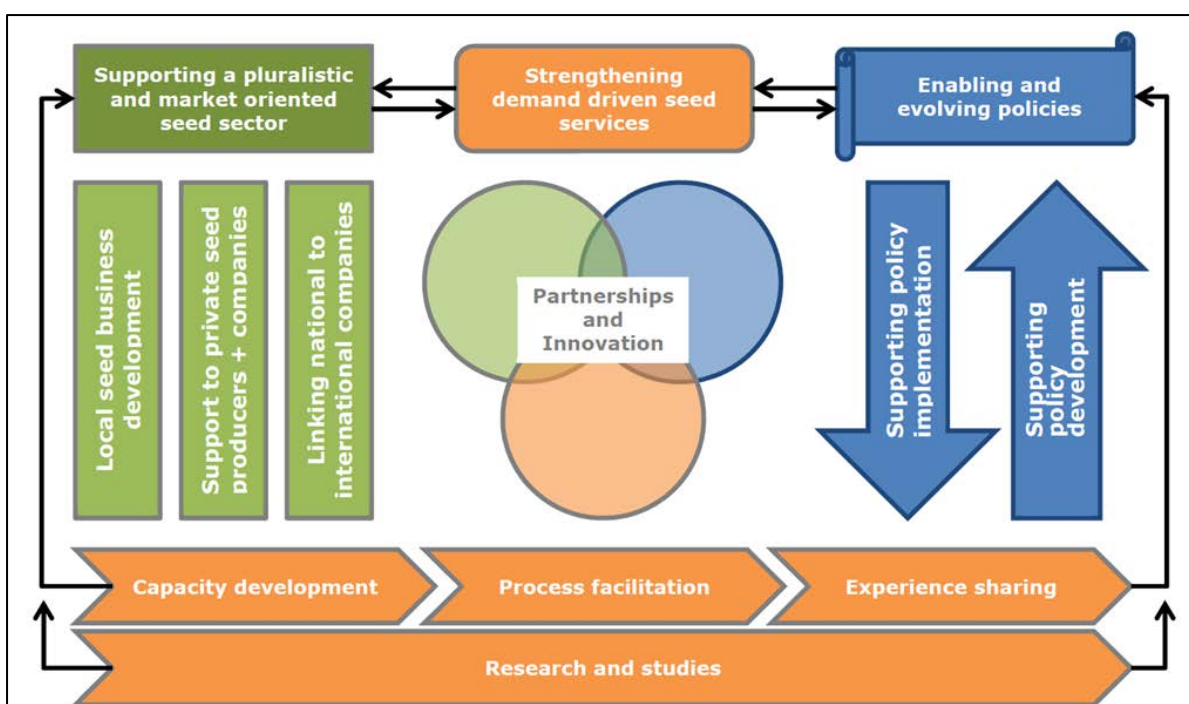 Supporting a pluralistic
and market oriented
seed sector
Strengthening
demand driven seed
services
Enabling and
evolving policies
Local seed business
development
Support to private seed
producers + companies
Linking national to
international companies
Partnerships
and
Innovation
Supporting policy
implementation
Supporting
policy
development
Capacity development
Process facilitation
Experience sharing
Research and studies